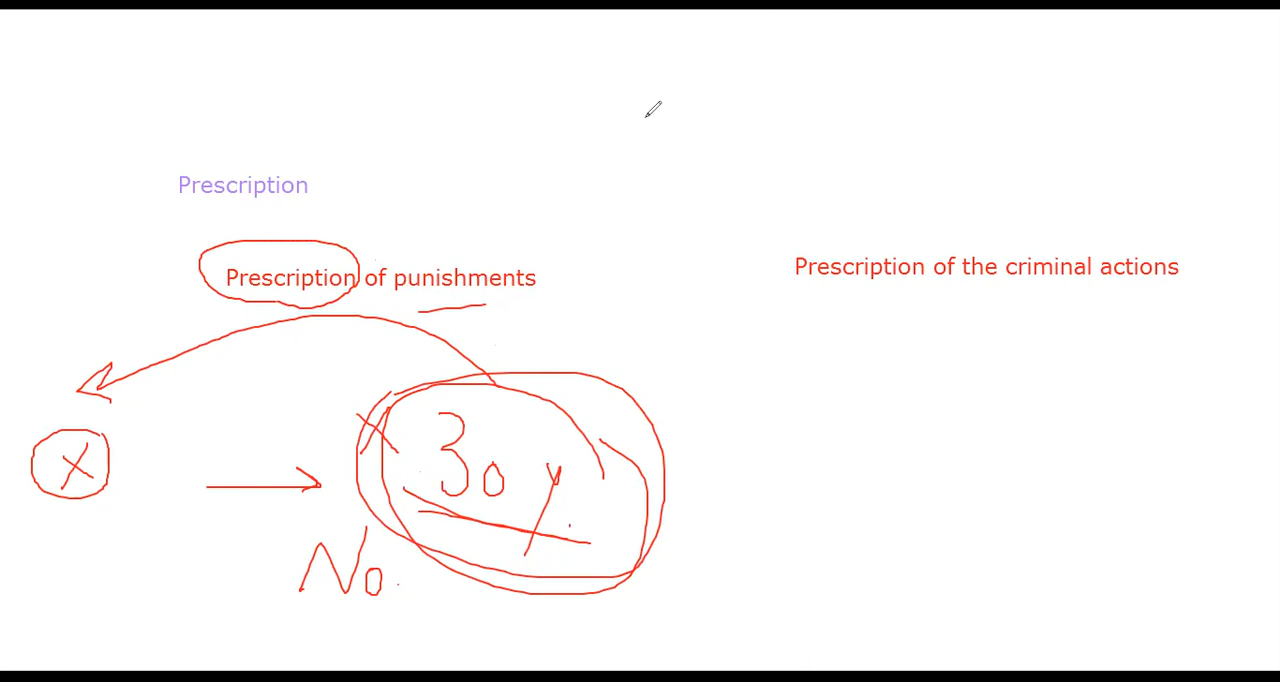 Prescription
Prescription of punishments
Prescription of the criminal actions
X
30 y
No.